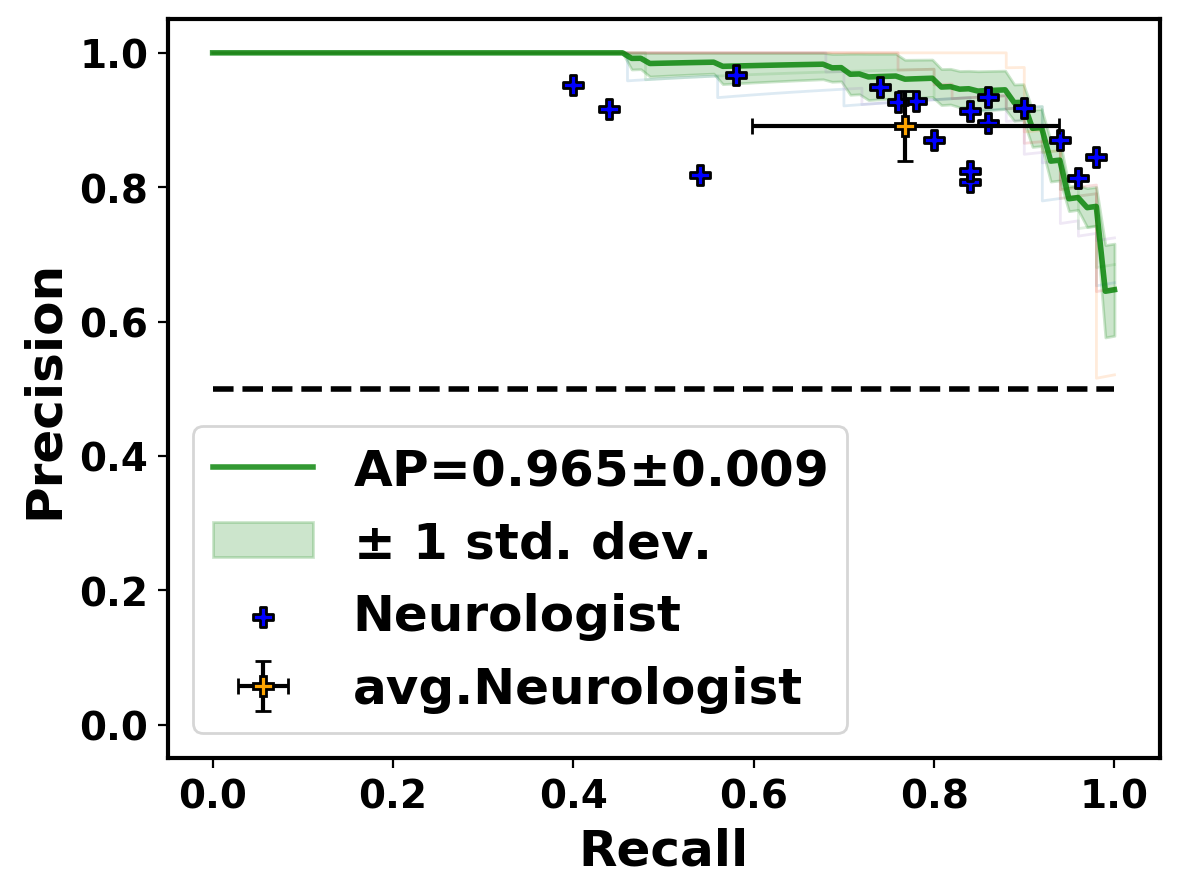 1.0
0.8
0.6
0.4
0.2
0.0
Precision
AP=0.965±0.009
± 1 std. dev.
Neurologist
avg.Neurologist
0.0 0.2 0.4 0.6 0.8 1.0
Recall